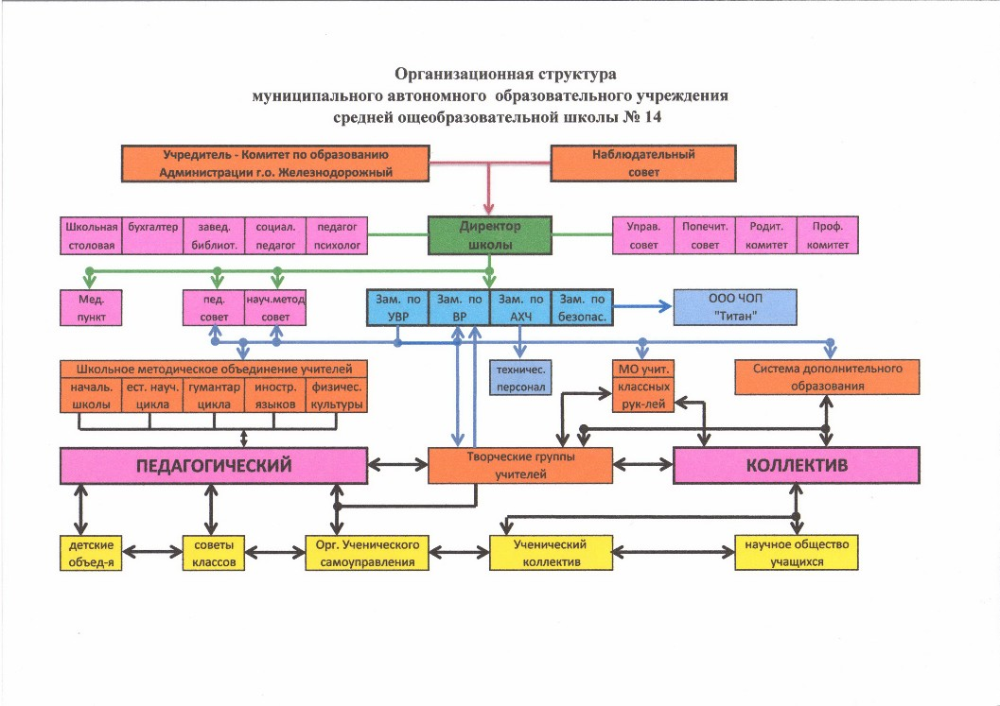 Организационная структура
муниципального автономного образовательного учреждения
средней ощеобразовательной школы № 14
Учредитель - Комитет по образованию
Администрации г.о. Железнодорожный
Наблюдательный
совет
Школьная
столовая
бухгалтер
завед.
библиот.
социал.
педагог
педагог
психолог
Директор
школы
Управ.
совет
Попечит.
совет
Родит.
комитет
Проф.
комитет
Мед.
пункт
пед.
совет
науч.метод
совет
Зам. по
УВР
Зам. по
ВР
Зам. по
АХЧ
Зам. по
безопас.
ООО ЧОП
"Титан"
Школьное методическое объединение учителей
началь.
школы
ест. науч.
цикла
гумантар
цикла
иностр.
языков
физичес.
культуры
техничес.
персонал
МО учит.
классных
рук-лей
Система дополнительного
образования
ПЕДАГОГИЧЕСКИЙ
Творческие группы
учителей
КОЛЛЕКТИВ
детские
объед-я
советы
классов
Орг. Ученического
самоуправления
Ученический
коллектив
научное общество
учащихся